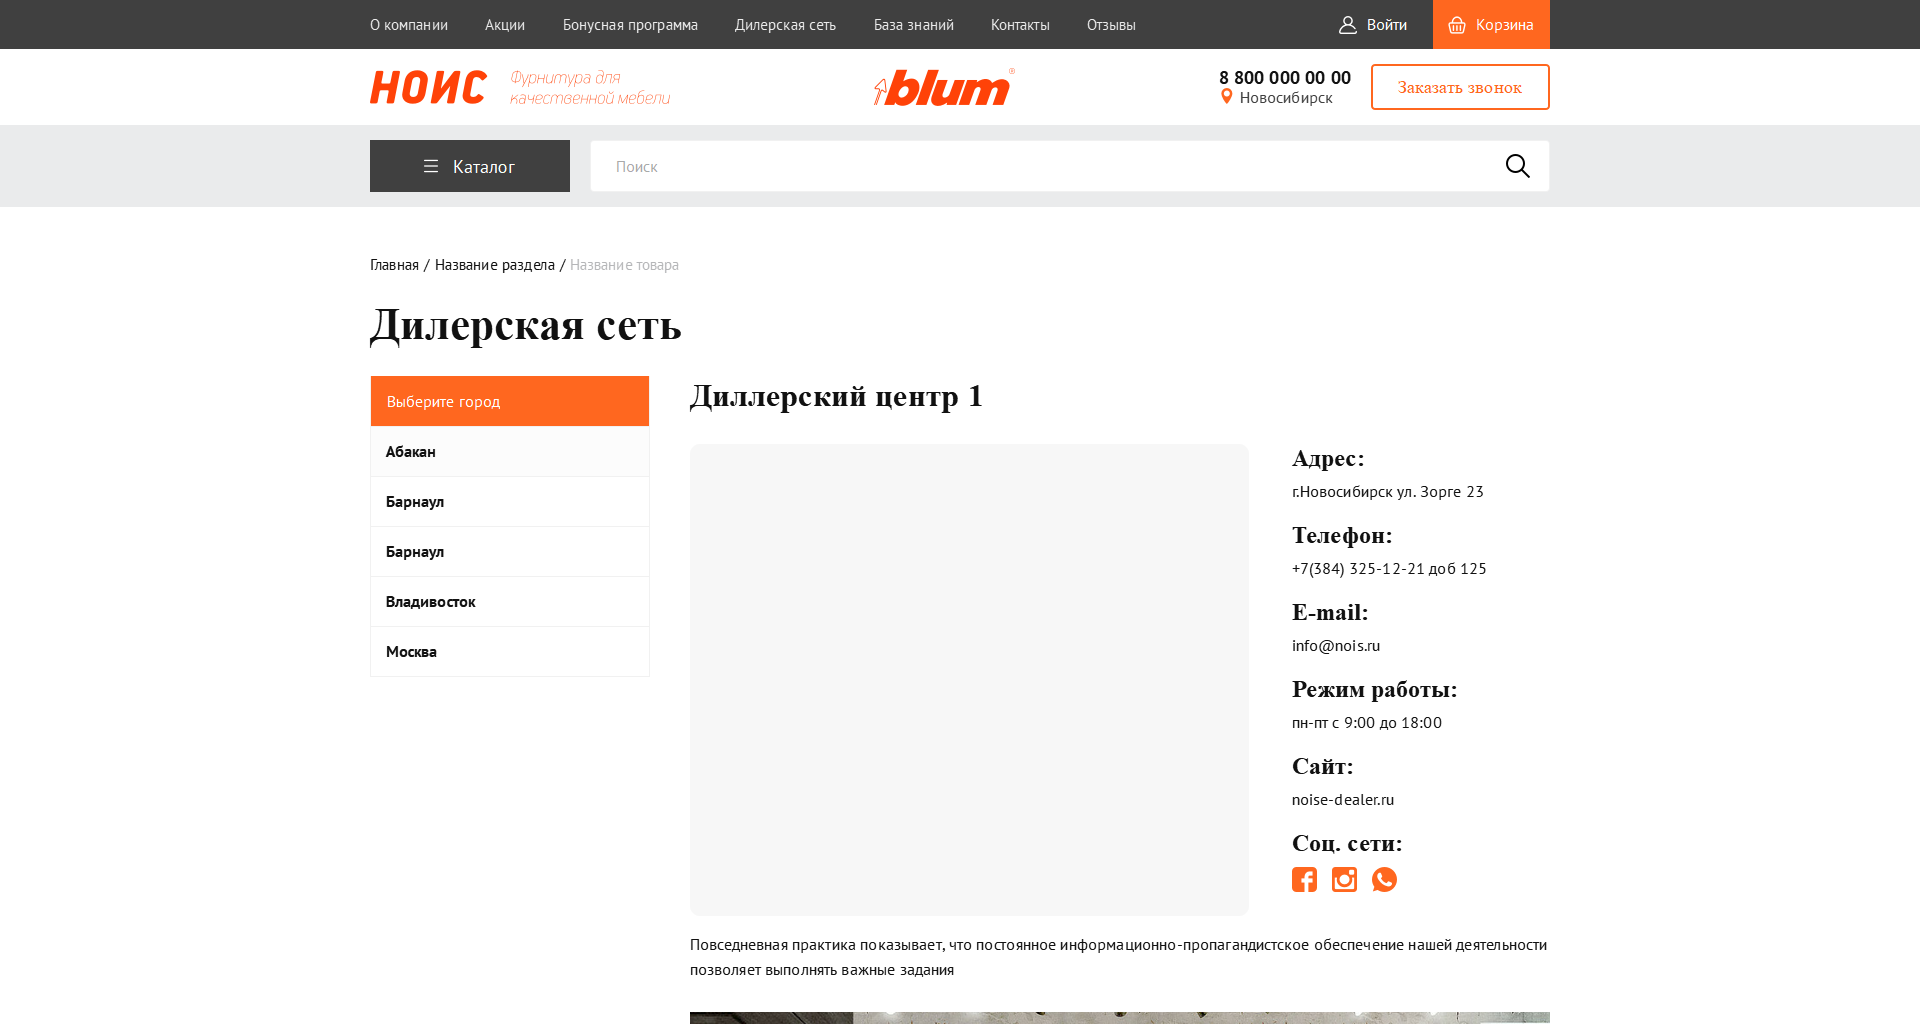 О компании
Акции
Бонусная программа
Дилерская сеть
База знаний
Контакты
Отзывы
Войти
Корзина
НОИС
Фурнитура для
качественной мебели
blum®
8 800 000 00 00
Новосибирск
Заказать звонок
Каталог
Поиск
Главная / Название раздела / Название товара
Дилерская сеть
Выберите город
Абакан
Барнаул
Барнаул
Владивосток
Москва
Диллерский центр 1
Адрес:
г.Новосибирск ул. Зорге 23
Телефон:
+7(384) 325-12-21 доб 125
E-mail:
info@nois.ru
Режим работы:
пн-пт с 9:00 до 18:00
Сайт:
noise-dealer.ru
Соц. сети:
Повседневная практика показывает, что постоянное информационно-пропагандистское обеспечение нашей деятельности
позволяет выполнять важные задания